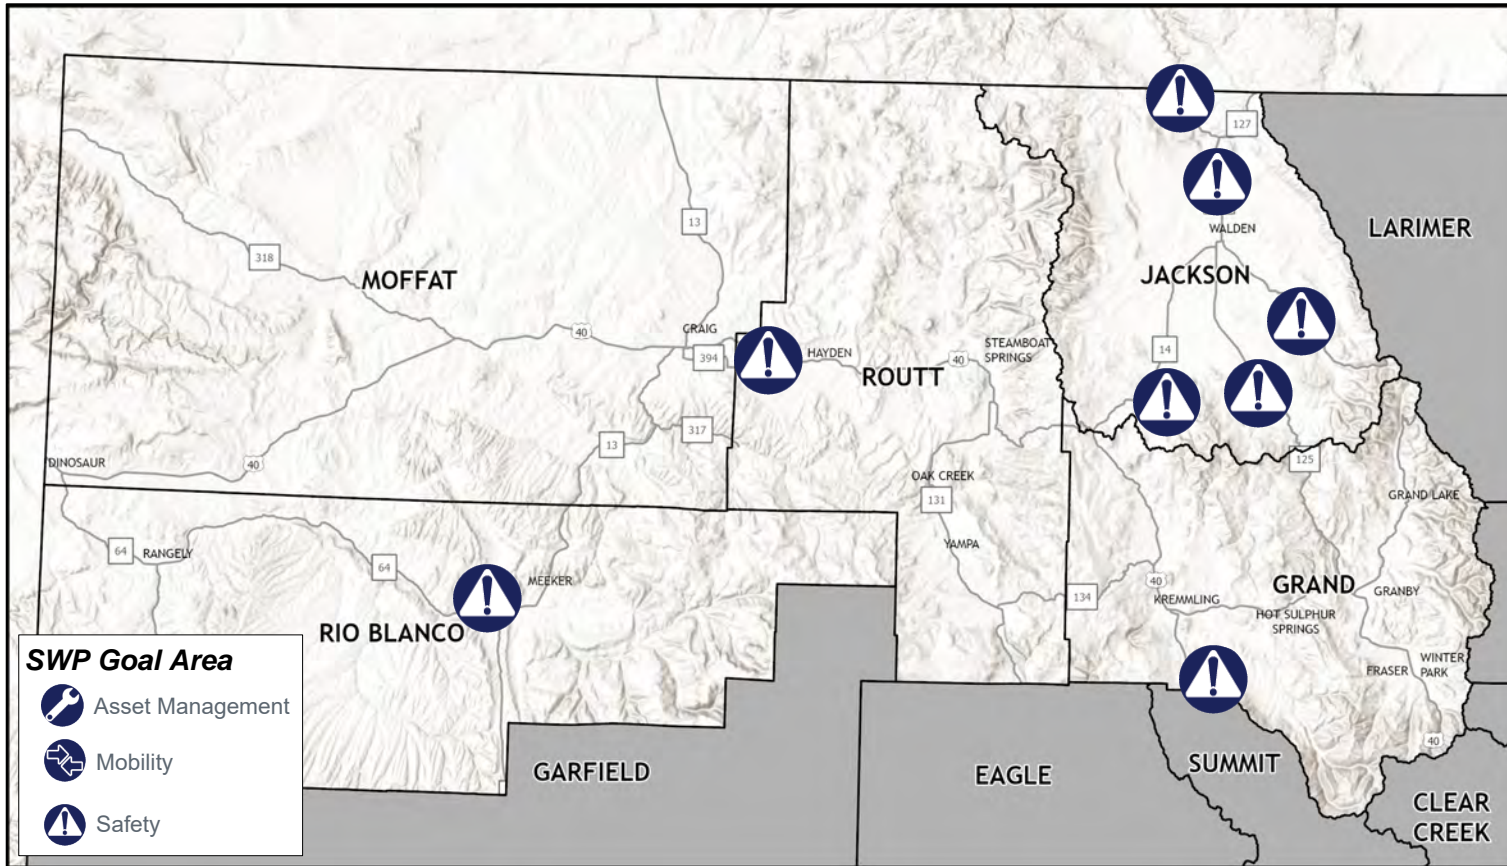 127
LARIMER
13
WALDEN
318
MOFFAT
JACKSON
40
CRAIG
394
HAYDEN
STEAMBOAT
SPRINGS
14
ROUTT
40
13
317
DINOSAUR
40
OAK CREEK
131
125
GRAND LAKE
YAMPA
64
RANGELY
64
MEEKER
134
40
KREMMLING
GRAND
GRANBY
HOT SULPHUR
SPRINGS
RIO BLANCO
FRASER
WINTER
PARK
40
SWP Goal Area
Asset Management
Mobility
Safety
GARFIELD
EAGLE
SUMMIT
CLEAR
CREEK